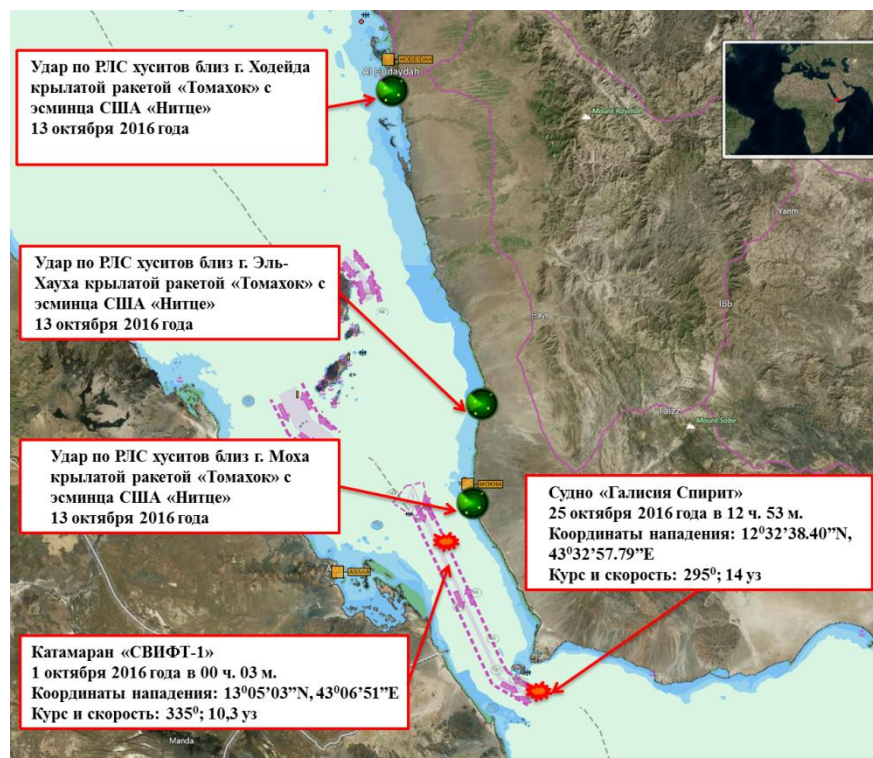 Удар по РЛС хуситов близ г. Ходейда
крылатой ракетой «Томахок» с
эсминца США «Нитце»
13 октября 2016 года
HODEIDAH
Al Hudaydah
Mount Raymah
Yarim
Удар по РЛС хуситов близ г. Эль-
Хауха крылатой ракетой «Томахок» с
эсминца США «Нитце»
13 октября 2016 года
Ibb
Hays
Taizz
Mount Sabo
Удар по РЛС хуситов близ г. Моха
крылатой ракетой «Томахок» с
эсминца США «Нитце»
13 октября 2016 года
MOKHA
Судно «Галисия Спирит»
25 октября 2016 года в 12 ч. 53 м.
Координаты нападения: 12⁰32’38.40”N,
43⁰32’57.79”E
Курс и скорость: 295⁰; 14 уз
ASSAB
Катамаран «СВИФТ-1»
1 октября 2016 года в 00 ч. 03 м.
Координаты нападения: 13⁰05’03”N, 43⁰06’51”E
Курс и скорость: 335⁰; 10,3 уз
Manda